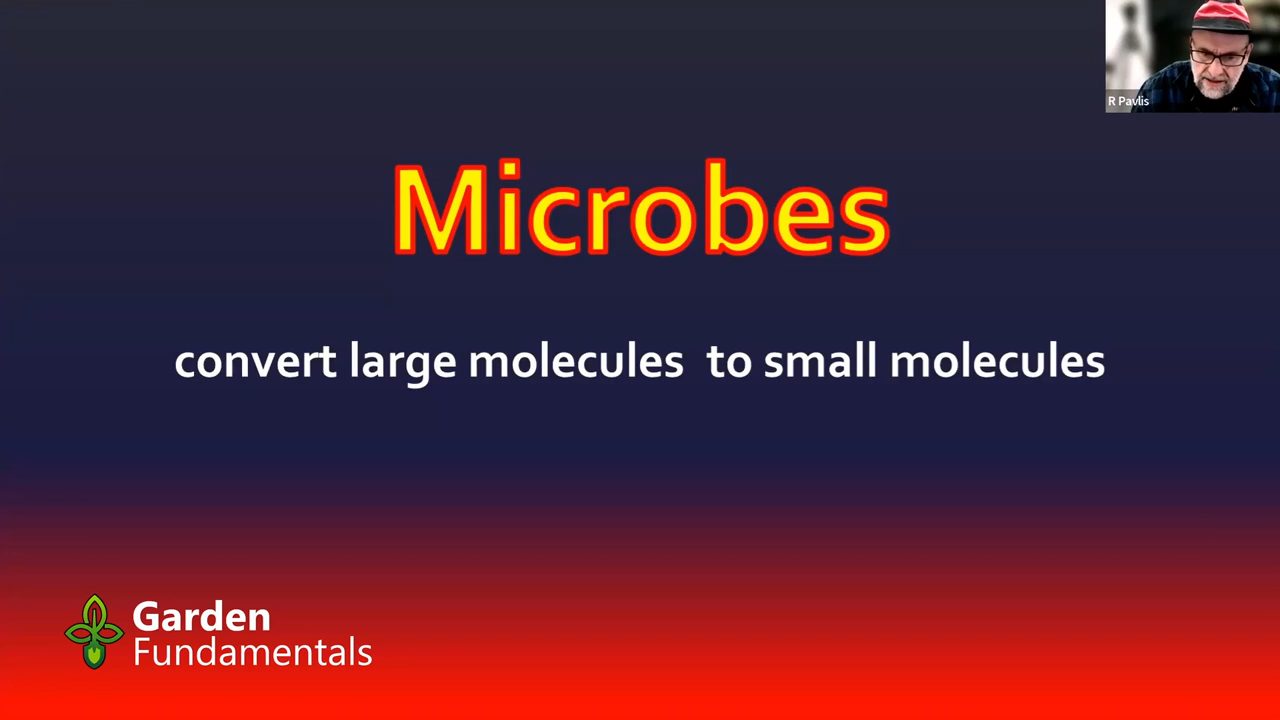 R Pavlis
Microbes
convert large molecules to small molecules
Garden
Fundamentals